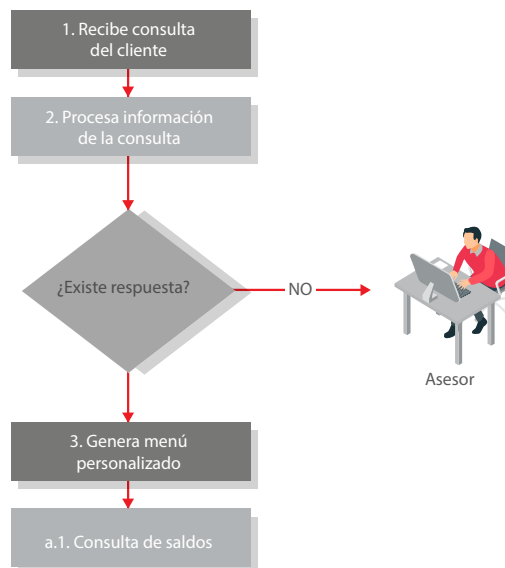 1. Recibe consulta
del cliente
2. Procesa información
de la consulta
¿Existe respuesta?
NO
Asesor
3. Genera menú
personalizado
a.1. Consulta de saldos